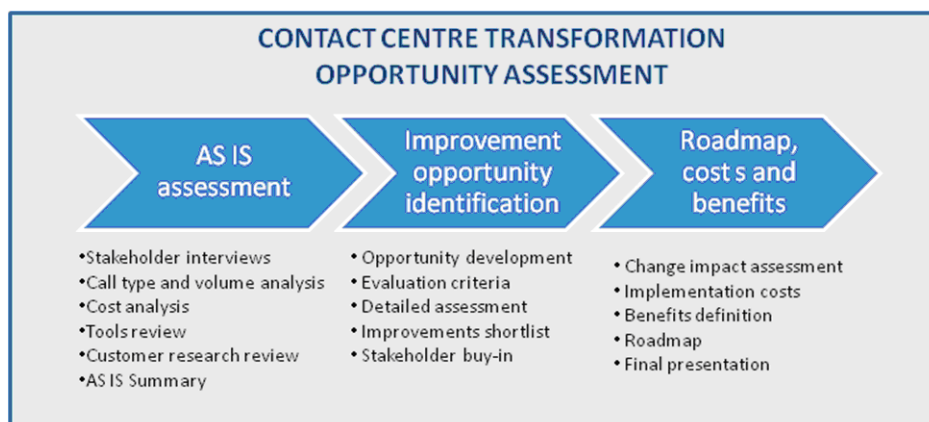 CONTACT CENTRE TRANSFORMATION
OPPORTUNITY ASSESSMENT
AS IS
assessment
Improvement
opportunity
identification
Roadmap,
cost s and
benefits
•Stakeholder interviews
•Call type and volume analysis
•Cost analysis
•Tools review
•Customer research review
•AS IS Summary
• Opportunity development
• Evaluation criteria
• Detailed assessment
• Improvements shortlist
• Stakeholder buy-in
• Change impact assessment
• Implementation costs
• Benefits definition
• Roadmap
• Final presentation